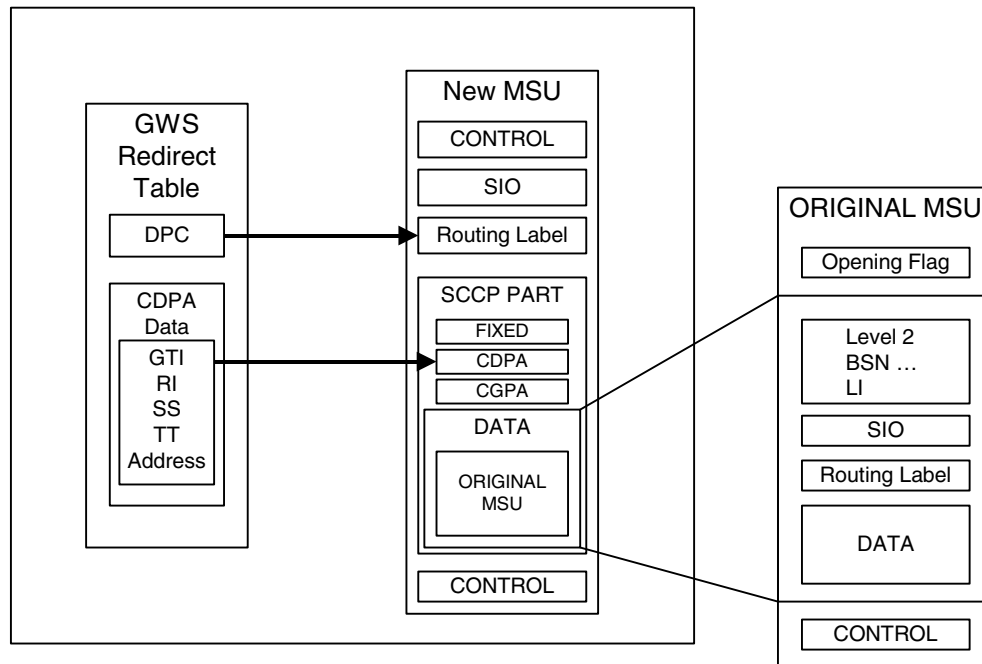 GWS
Redirect
Table
DPC
CDPA
Data
GTI
RI
SS
TT
Address
New MSU
CONTROL
SIO
Routing Label
SCCP PART
FIXED
CDPA
CGPA
DATA
ORIGINAL
MSU
CONTROL
ORIGINAL MSU
Opening Flag
Level 2
BSN …
LI
SIO
Routing Label
DATA
CONTROL